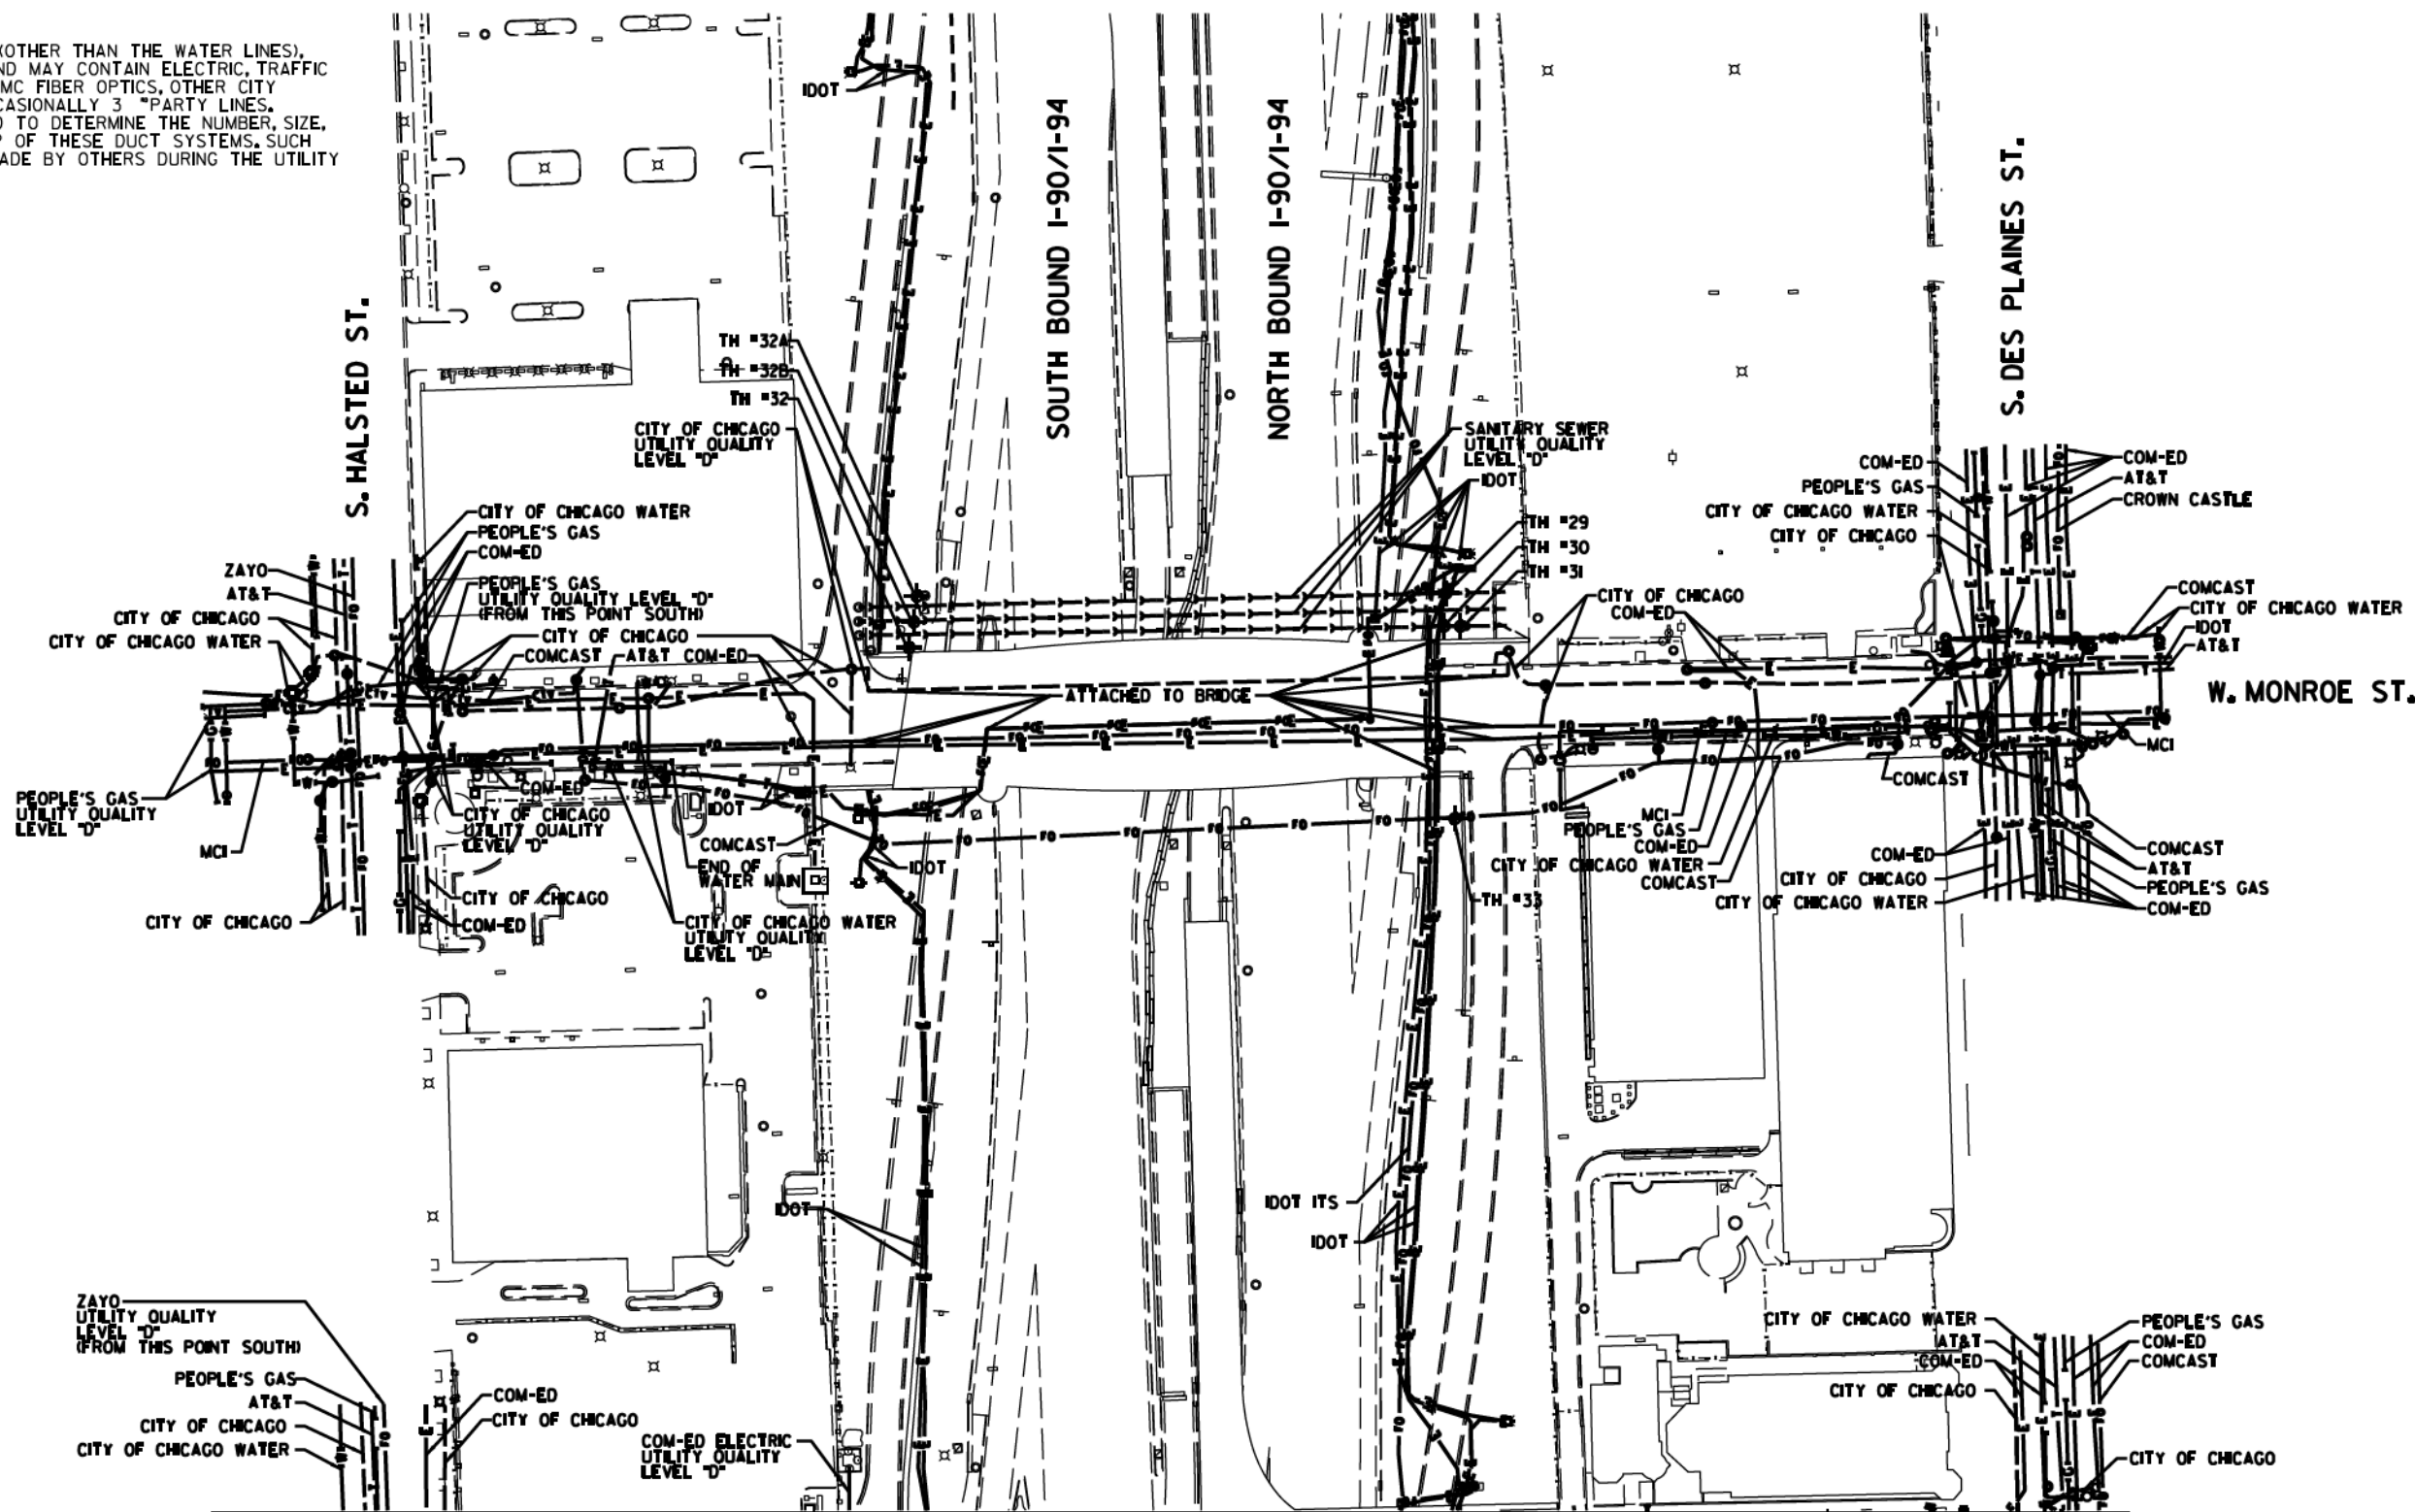 (OTHER THAN THE WATER LINES),
ND MAY CONTAIN ELECTRIC, TRAFFIC
MC FIBER OPTICS, OTHER CITY
CASIONALLY 3 "PARTY LINES.
TO DETERMINE THE NUMBER, SIZE,
OF THESE DUCT SYSTEMS. SUCH
ADE BY OTHERS DURING THE UTILITY
IDOT
SOUTH BOUND I-90/I-94
NORTH BOUND I-90/I-94
S. HALSTED ST.
S. DES PLAINES ST.
W. MONROE ST.
TH "32A
TH "32B
TH "32
CITY OF CHICAGO
UTILITY QUALITY
LEVEL "D"
SANITARY SEWER
UTILITY QUALITY
LEVEL "D"
IDOT
TH "29
TH "30
TH "31
COM-ED
PEOPLE'S GAS
CITY OF CHICAGO WATER
CITY OF CHICAGO
COM-ED
AT&T
CROWN CASTLE
CITY OF CHICAGO WATER
PEOPLE'S GAS
COM-ED
PEOPLE'S GAS
UTILITY QUALITY LEVEL "D"
(FROM THIS POINT SOUTH)
CITY OF CHICAGO
COMCAST
AT&T
COM-ED
ZAYO
AT&T
CITY OF CHICAGO
CITY OF CHICAGO WATER
ATTACHED TO BRIDGE
CITY OF CHICAGO
COM-ED
COMCAST
CITY OF CHICAGO WATER
IDOT
AT&T
MCI
COMCAST
PEOPLE'S GAS
UTILITY QUALITY
LEVEL "D"
MCI
CITY OF CHICAGO
COM-ED
CITY OF CHICAGO
UTILITY QUALITY
LEVEL "D"
CITY OF CHICAGO
COM-ED
IDOT
COMCAST
END OF
WATER MAIN
IDOT
CITY OF CHICAGO WATER
UTILITY QUALITY
LEVEL "D"
TH "33
MCI
PEOPLE'S GAS
COM-ED
CITY OF CHICAGO WATER
COMCAST
COM-ED
CITY OF CHICAGO
CITY OF CHICAGO WATER
COMCAST
AT&T
PEOPLE'S GAS
COM-ED
IDOT
IDOT ITS
IDOT
ZAYO
UTILITY QUALITY
LEVEL "D"
(FROM THIS POINT SOUTH)
PEOPLE'S GAS
AT&T
CITY OF CHICAGO
CITY OF CHICAGO WATER
COM-ED
CITY OF CHICAGO
COM-ED ELECTRIC
UTILITY QUALITY
LEVEL "D"
CITY OF CHICAGO WATER
AT&T
COM-ED
CITY OF CHICAGO
PEOPLE'S GAS
COM-ED
COMCAST
CITY OF CHICAGO